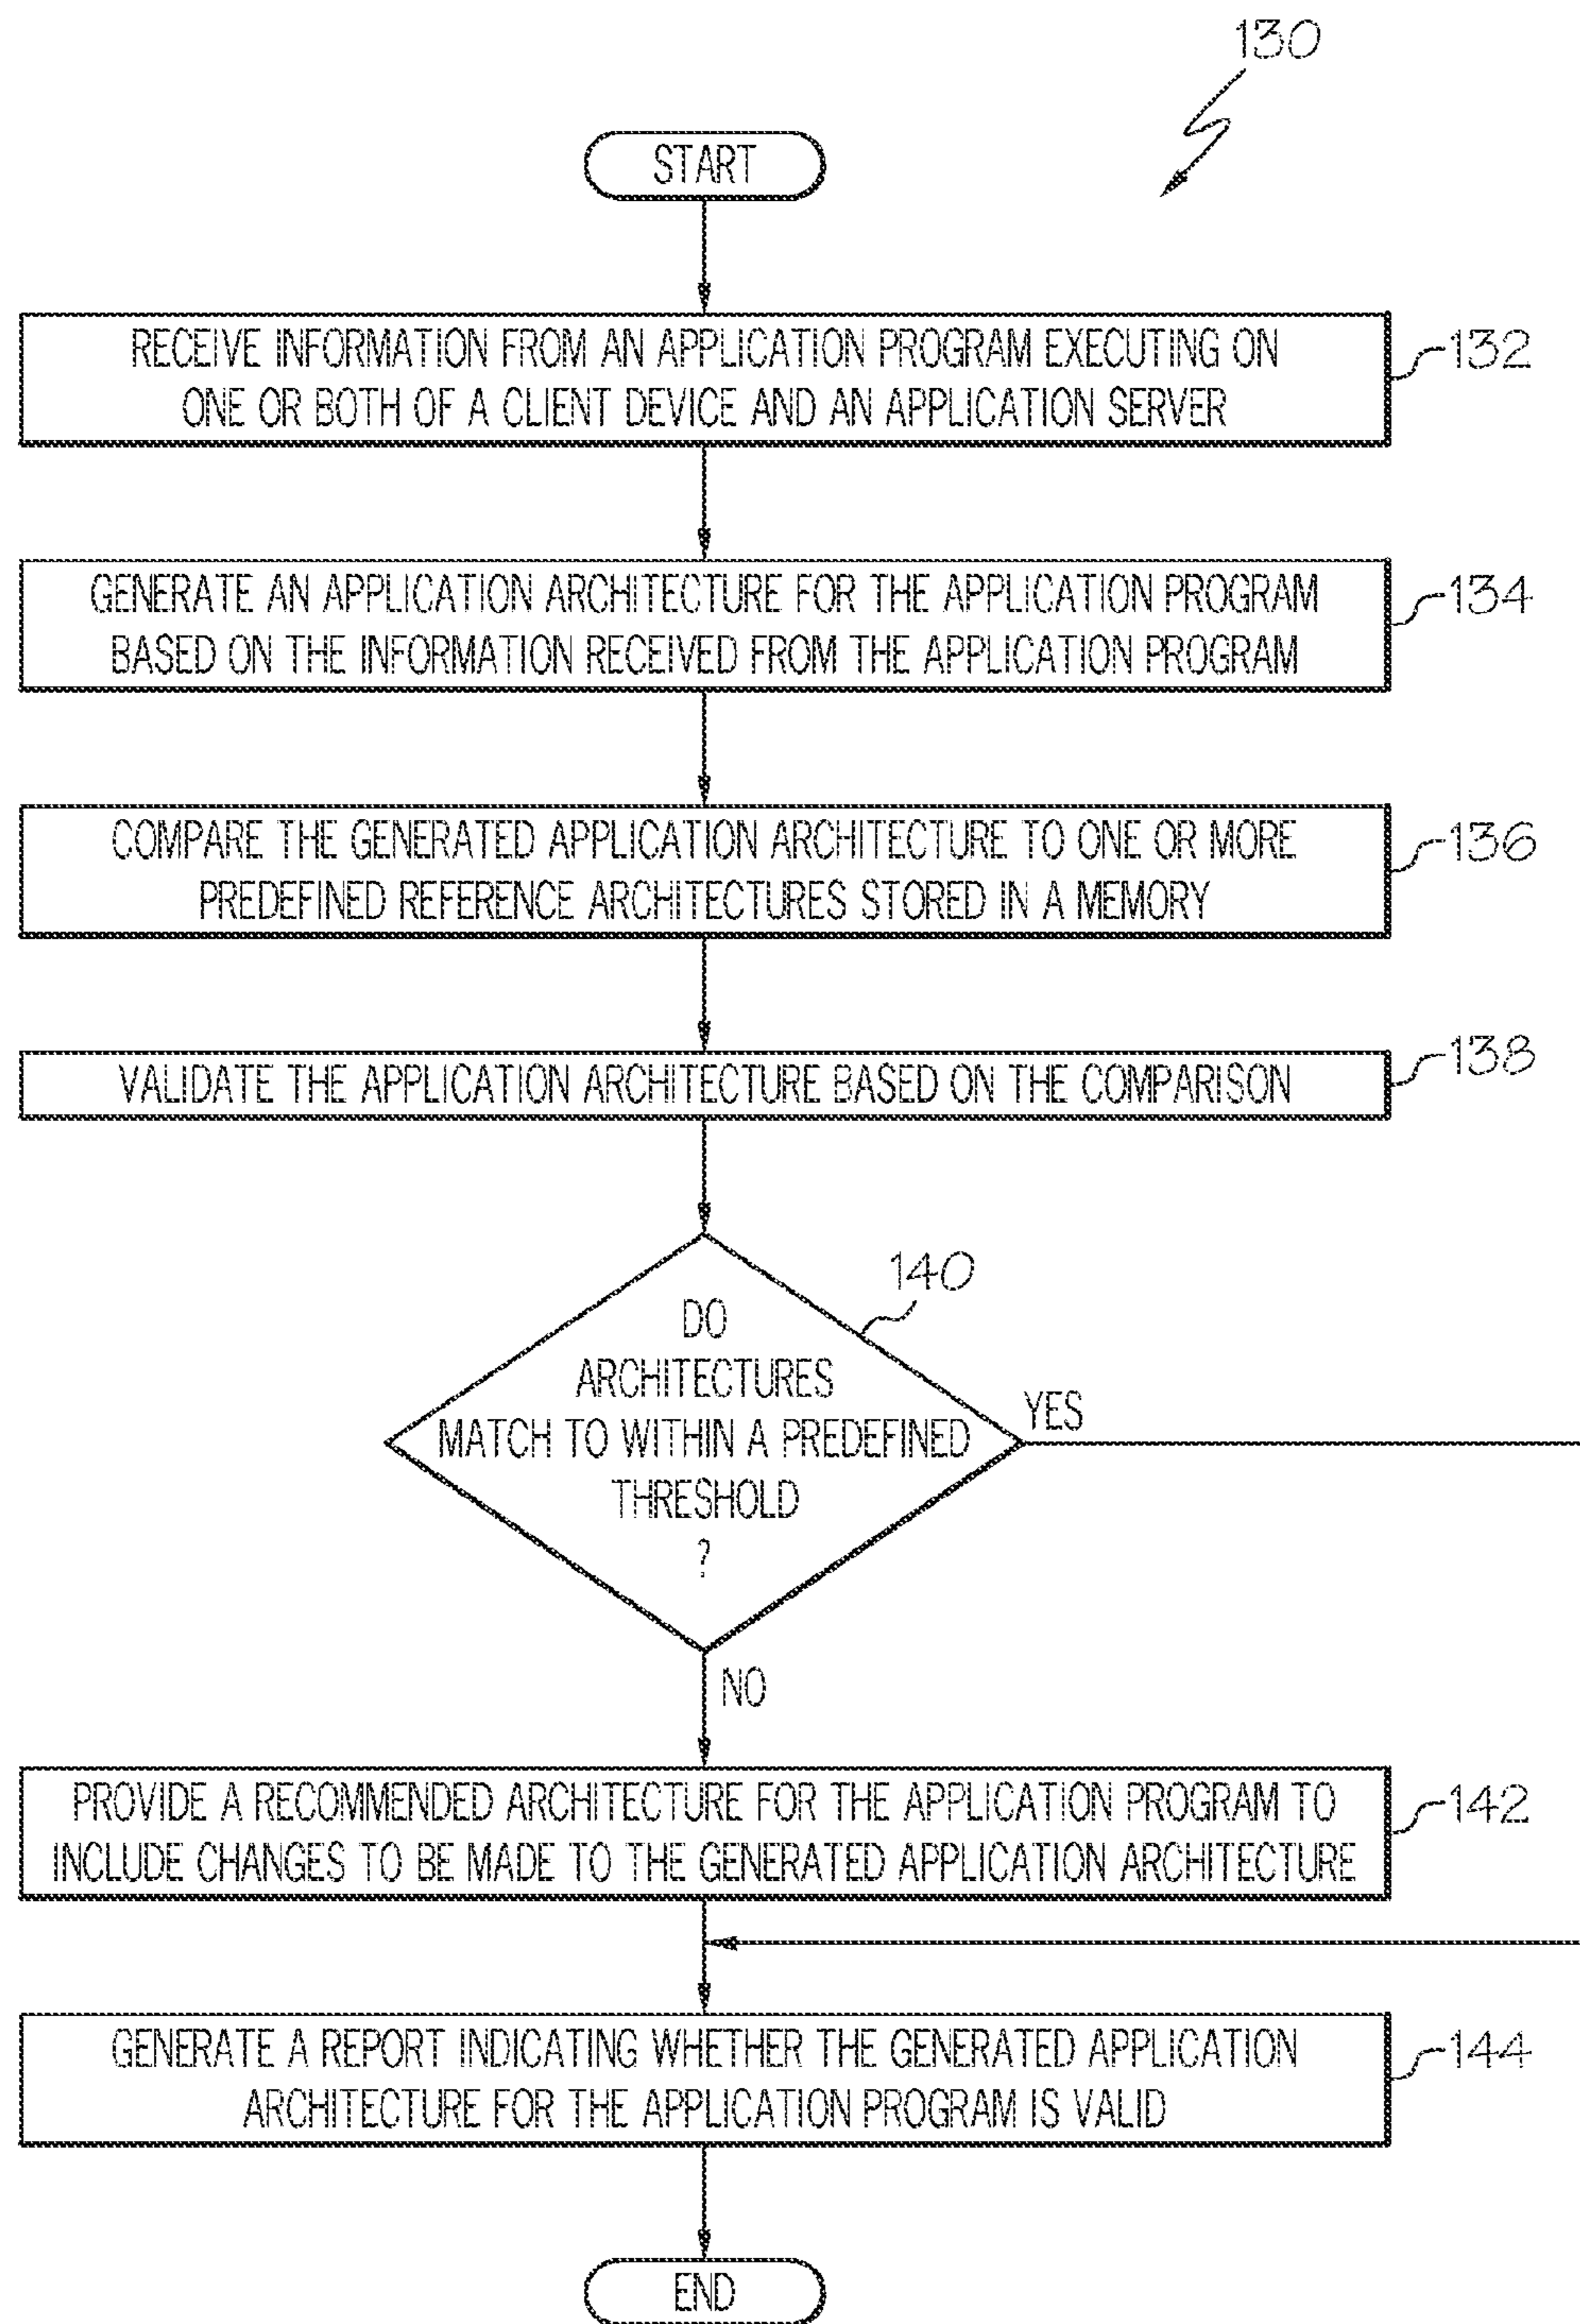 130
START
RECEIVE INFORMATION FROM AN APPLICATION PROGRAM EXECUTING ON
ONE OR BOTH OF A CLIENT DEVICE AND AN APPLICATION SERVER
132
GENERATE AN APPLICATION ARCHITECTURE FOR THE APPLICATION PROGRAM
BASED ON THE INFORMATION RECEIVED FROM THE APPLICATION PROGRAM
134
COMPARE THE GENERATED APPLICATION ARCHITECTURE TO ONE OR MORE
PREDEFINED REFERENCE ARCHITECTURES STORED IN A MEMORY
136
VALIDATE THE APPLICATION ARCHITECTURE BASED ON THE COMPARISON
138
140
DO
ARCHITECTURES
MATCH TO WITHIN A PREDEFINED
THRESHOLD
?
YES
NO
PROVIDE A RECOMMENDED ARCHITECTURE FOR THE APPLICATION PROGRAM TO
INCLUDE CHANGES TO BE MADE TO THE GENERATED APPLICATION ARCHITECTURE
142
GENERATE A REPORT INDICATING WHETHER THE GENERATED APPLICATION
ARCHITECTURE FOR THE APPLICATION PROGRAM IS VALID
144
END